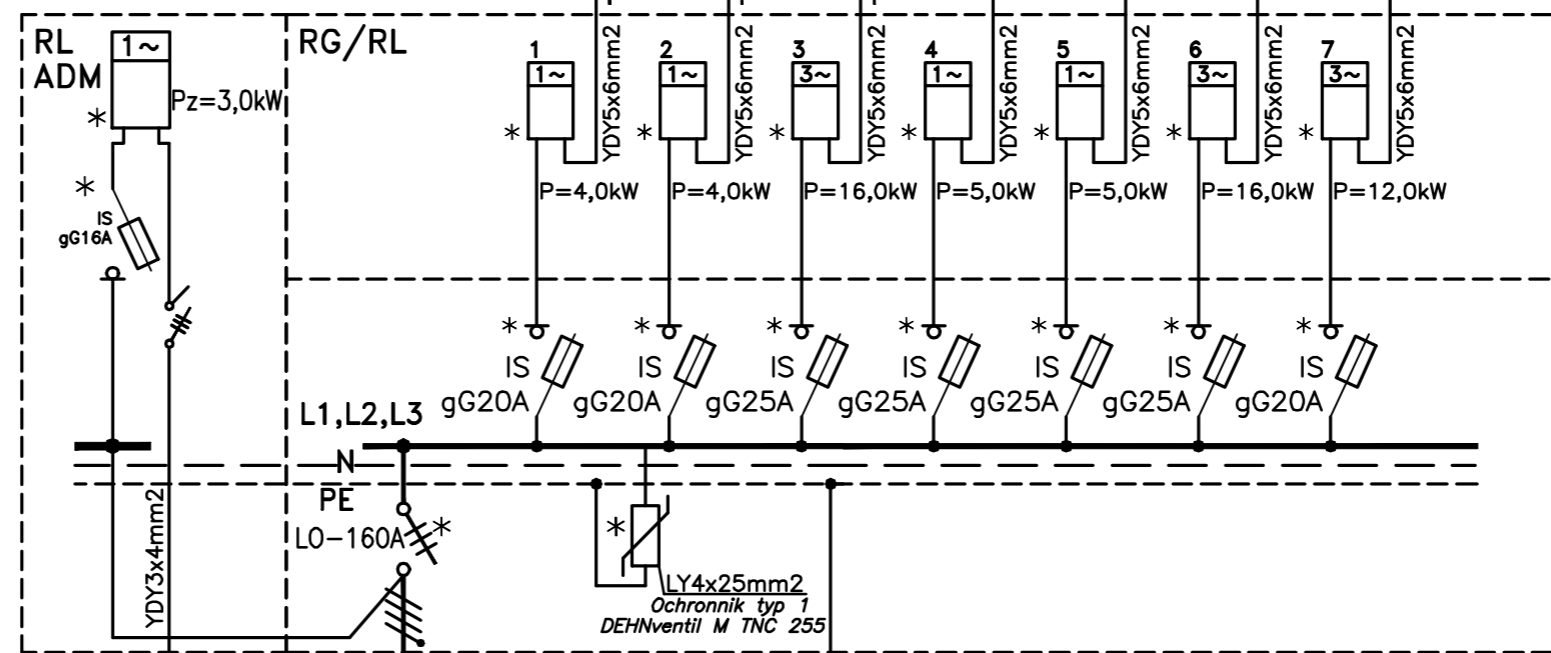 RL
ADM
1~
Pz=3,0kW
*
*
IS
gG16A
YDY3x4mm2
RG/RL
1 2 3 4 5 6 7
1~ 1~ 3~ 1~ 1~ 3~ 3~
* * * * * * *
YDY5x6mm2 YDY5x6mm2 YDY5x6mm2 YDY5x6mm2 YDY5x6mm2 YDY5x6mm2 YDY5x6mm2
P=4,0kW P=4,0kW P=16,0kW P=5,0kW P=5,0kW P=16,0kW P=12,0kW
* * * * * * *
IS IS IS IS IS IS IS
gG20A gG20A gG25A gG25A gG25A gG25A gG20A
L1,L2,L3
N
PE
LO-160A *
*
LY4x25mm2
Ochronnik typ 1
DEHNventil M TNC 255